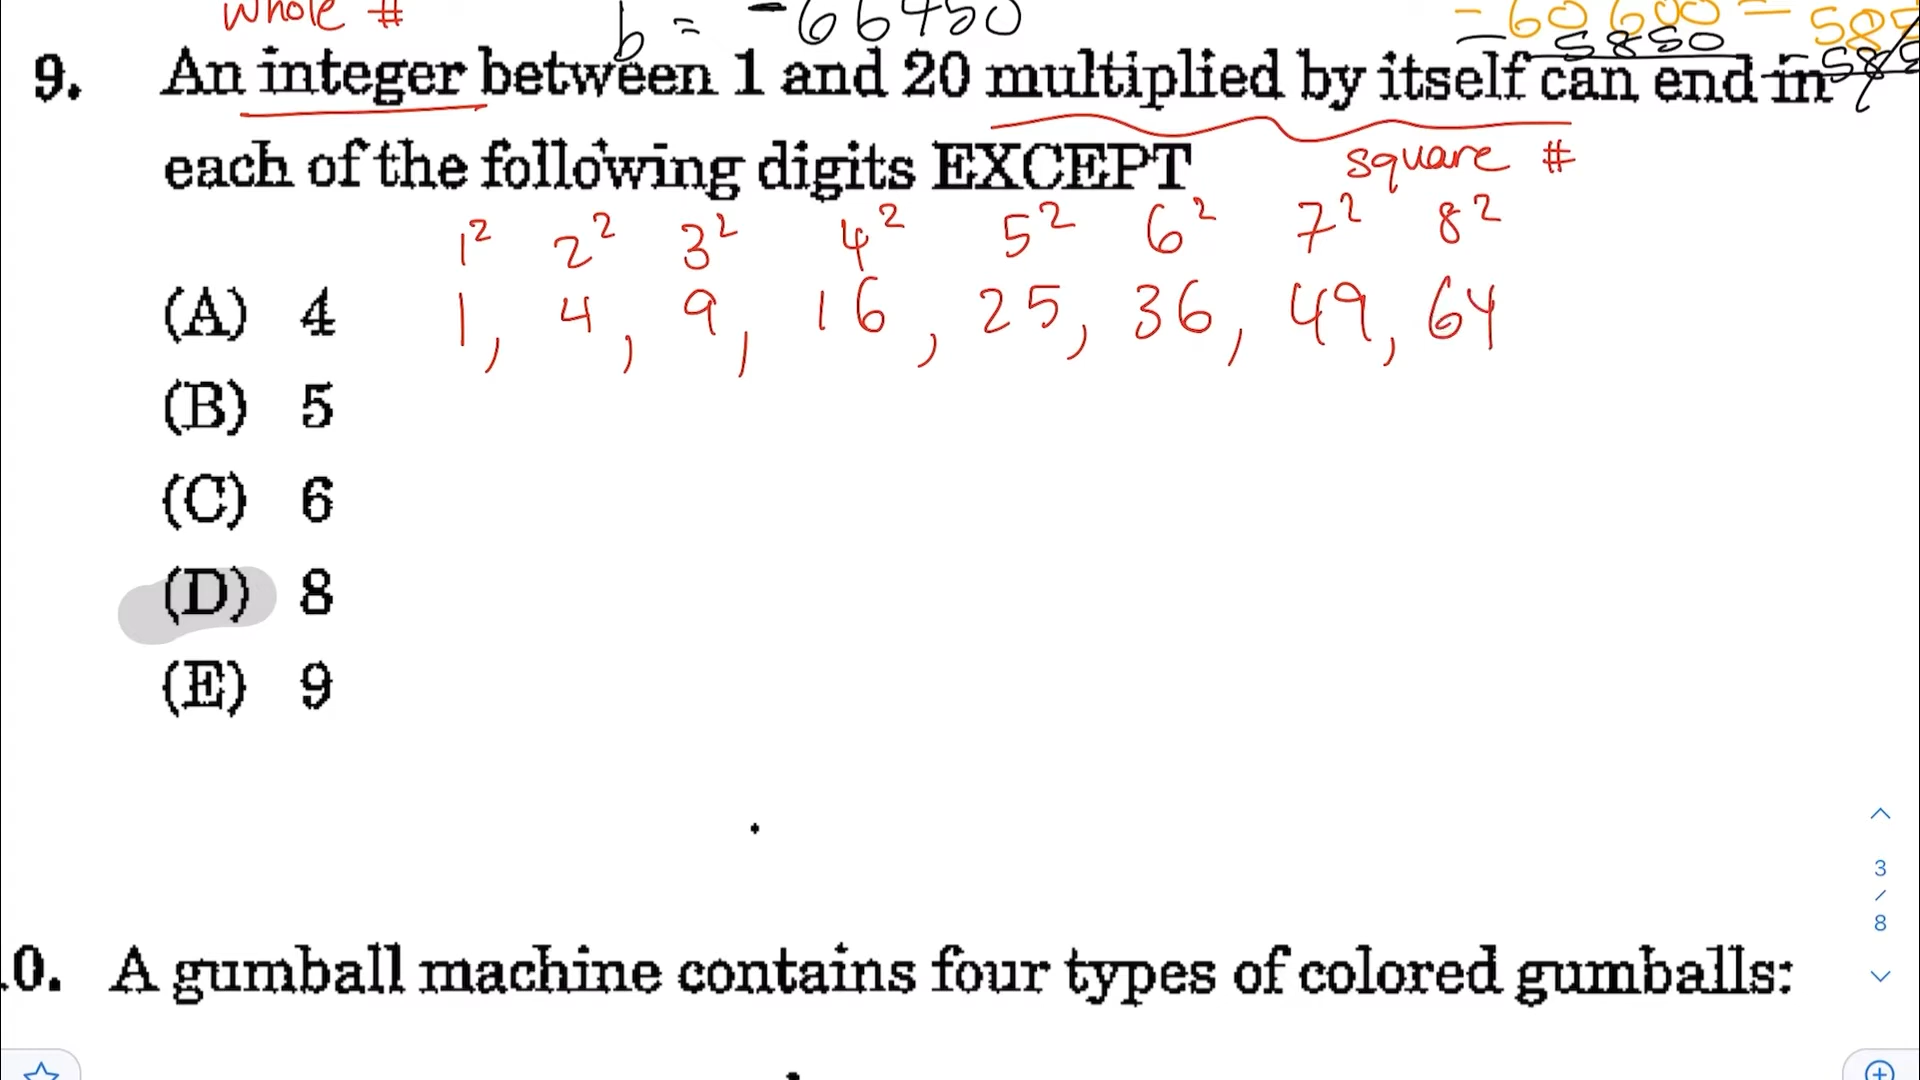 whole #
b = -66450
- 60600 = 585
5850
9. An integer between 1 and 20 multiplied by itself can end in
each of the following digits EXCEPT
square #
1² 2² 3² 4² 5² 6² 7² 8²
(A) 4
1, 4, 9, 16, 25, 36, 49, 64
(B) 5
(C) 6
(D) 8
(E) 9
3
/
8
0. A gumball machine contains four types of colored gumballs: